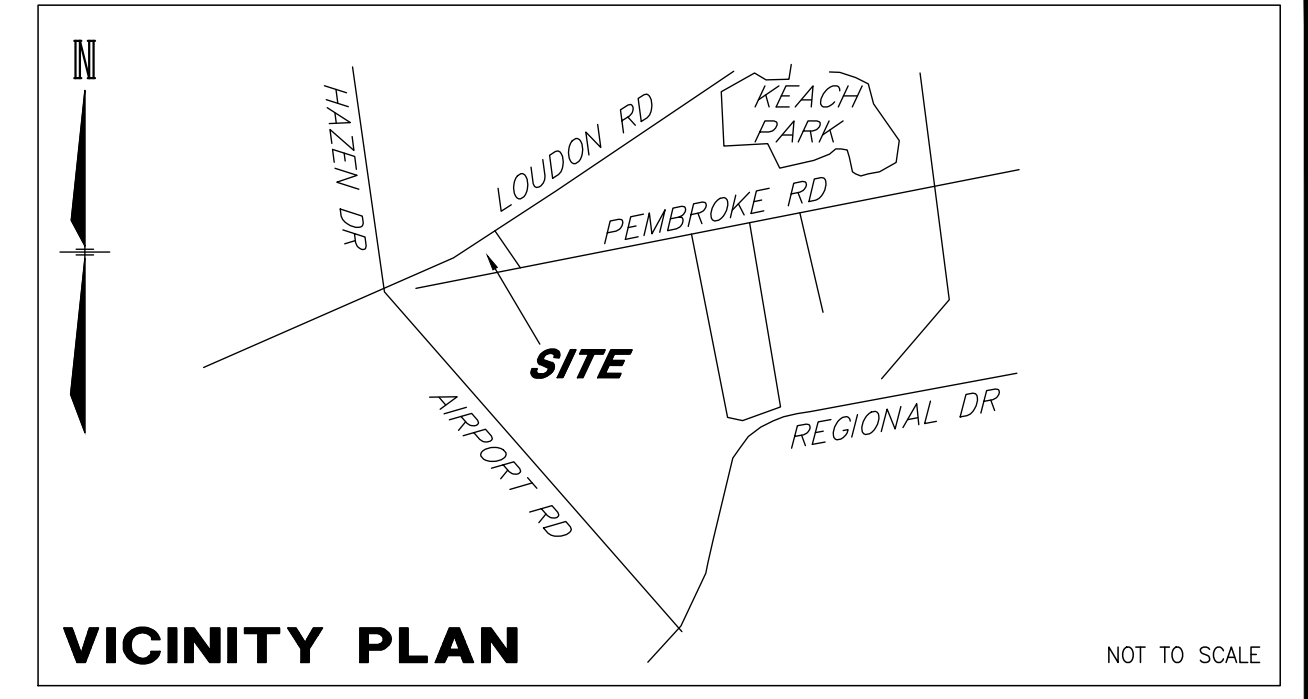 N
HAZEN DR
LOUDON RD
KEACH
PARK
PEMBROKE RD
SITE
AIRPORT RD
REGIONAL DR
VICINITY PLAN
NOT TO SCALE